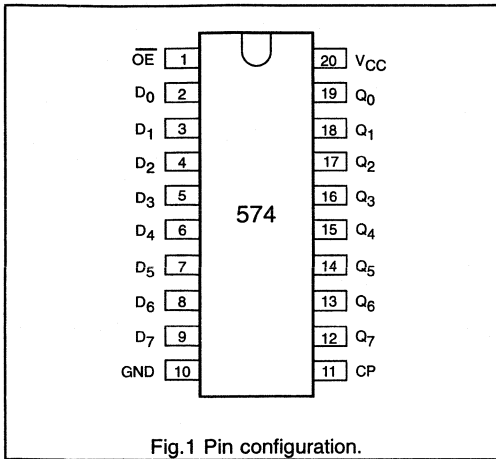 OE 1 20 VCC
D0 2 19 Q0
D1 3 18 Q1
D2 4 17 Q2
D3 5 16 Q3
574
D4 6 15 Q4
D5 7 14 Q5
D6 8 13 Q6
D7 9 12 Q7
GND 10 11 CP
Fig.1 Pin configuration.